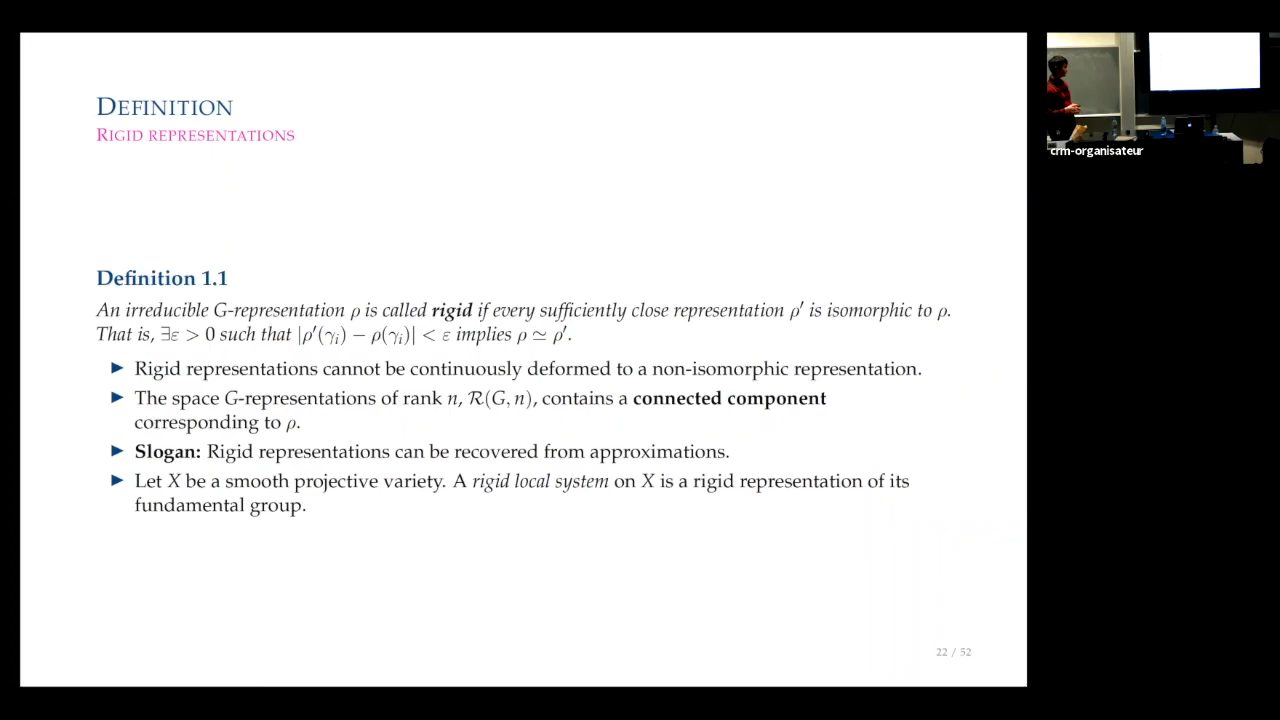 DEFINITION
RIGID REPRESENTATIONS
Definition 1.1
An irreducible G-representation ρ is called rigid if every sufficiently close representation ρ′ is isomorphic to ρ.
That is, ∃ε > 0 such that |ρ′(γᵢ) − ρ(γᵢ)| < ε implies ρ ≃ ρ′.
▶ Rigid representations cannot be continuously deformed to a non-isomorphic representation.
▶ The space G-representations of rank n, ℛ(G, n), contains a connected component
corresponding to ρ.
▶ Slogan: Rigid representations can be recovered from approximations.
▶ Let X be a smooth projective variety. A rigid local system on X is a rigid representation of its
fundamental group.
22 / 52
crm-organisateur